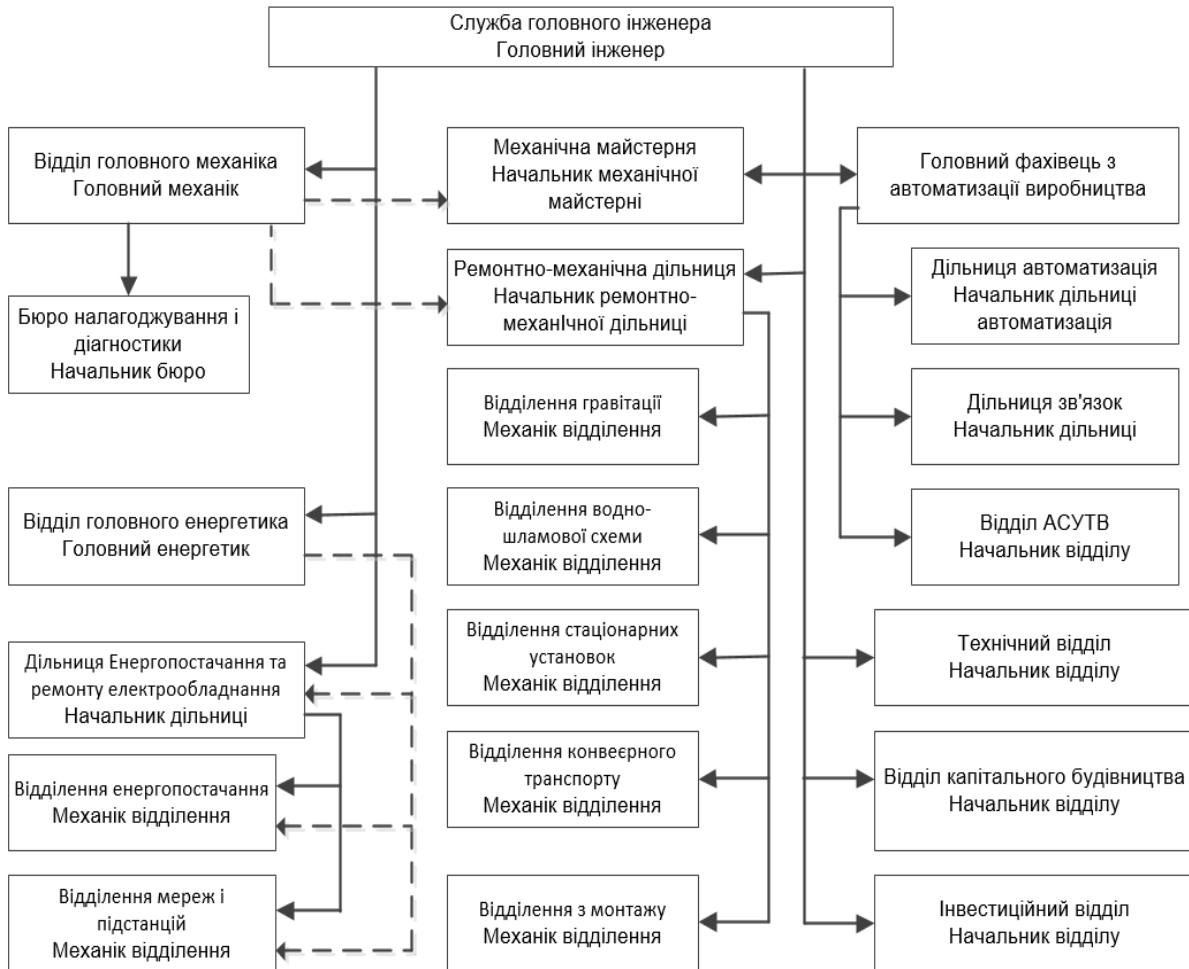 Служба головного інженера
Головний інженер
Відділ головного механіка
Головний механік
Механічна майстерня
Начальник механічної
майстерні
Головний фахівець з
автоматизації виробництва
Бюро налагоджування і
діагностики
Начальник бюро
Ремонтно-механічна дільниця
Начальник ремонтно-
механІчної дільниці
Дільниця автоматизація
Начальник дільниці
автоматизація
Відділення гравітації
Механік відділення
Дільниця зв'язок
Начальник дільниці
Відділ головного енергетика
Головний енергетик
Відділення водно-
шламової схеми
Механік відділення
Відділ АСУТВ
Начальник відділу
Дільниця Енергопостачання та
ремонту електрообладнання
Начальник дільниці
Відділення стаціонарних
установок
Механік відділення
Технічний відділ
Начальник відділу
Відділення енергопостачання
Механік відділення
Відділення конвеєрного
транспорту
Механік відділення
Відділ капітального будівництва
Начальник відділу
Відділення мереж і
підстанцій
Механік відділення
Відділення з монтажу
Механік відділення
Інвестиційний відділ
Начальник відділу